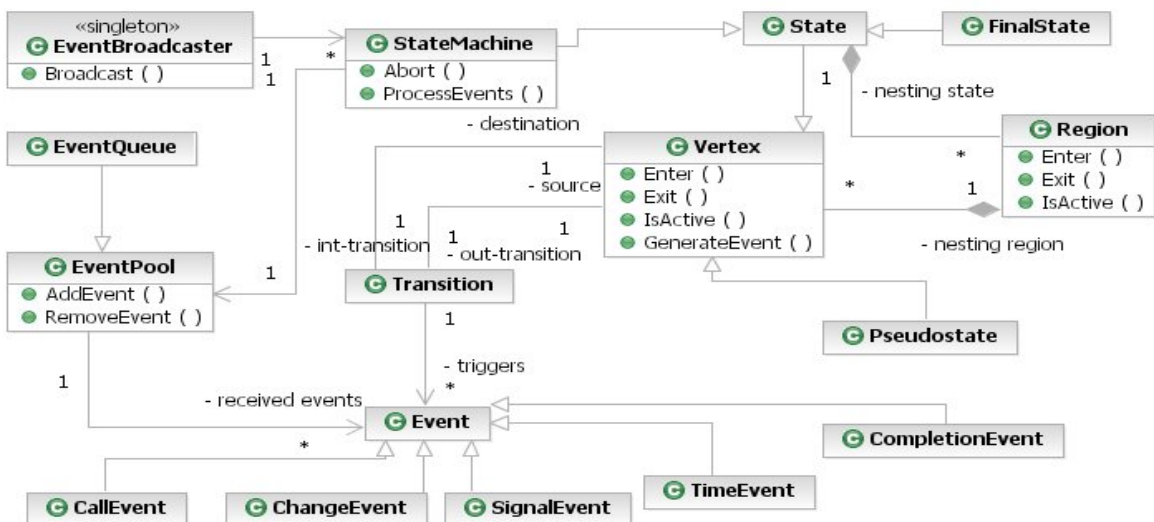 «singleton»
EventBroadcaster
Broadcast ( )
1
1
StateMachine
Abort ( )
ProcessEvents ( )
*
State
1
FinalState
- nesting state
*
Region
Enter ( )
Exit ( )
IsActive ( )
1
- nesting region
EventQueue
- destination
1
- source
1
Vertex
Enter ( )
Exit ( )
IsActive ( )
GenerateEvent ( )
*
1
- int-transition
1
- out-transition
EventPool
AddEvent ( )
RemoveEvent ( )
1
Transition
1
Pseudostate
- triggers
*
1
- received events
*
Event
CompletionEvent
CallEvent
ChangeEvent
SignalEvent
TimeEvent